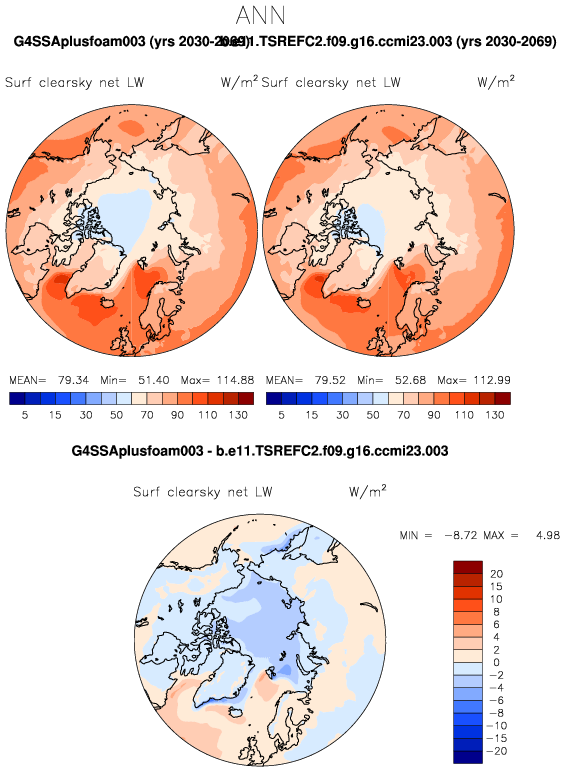 ANN
G4SSAplusfoam003 (yrs 2030-2069) b.e11.TSREFC2.f09.g16.ccmi23.003 (yrs 2030-2069)
Surf clearsky net LW W/m² Surf clearsky net LW W/m²
MEAN= 79.34 Min= 51.40 Max= 114.88 MEAN= 79.52 Min= 52.68 Max= 112.99
5 15 30 50 70 90 110 130 5 15 30 50 70 90 110 130
G4SSAplusfoam003 - b.e11.TSREFC2.f09.g16.ccmi23.003
Surf clearsky net LW W/m²
MIN = -8.72 MAX = 4.98
20
15
10
8
6
4
2
0
-2
-4
-6
-8
-10
-15
-20